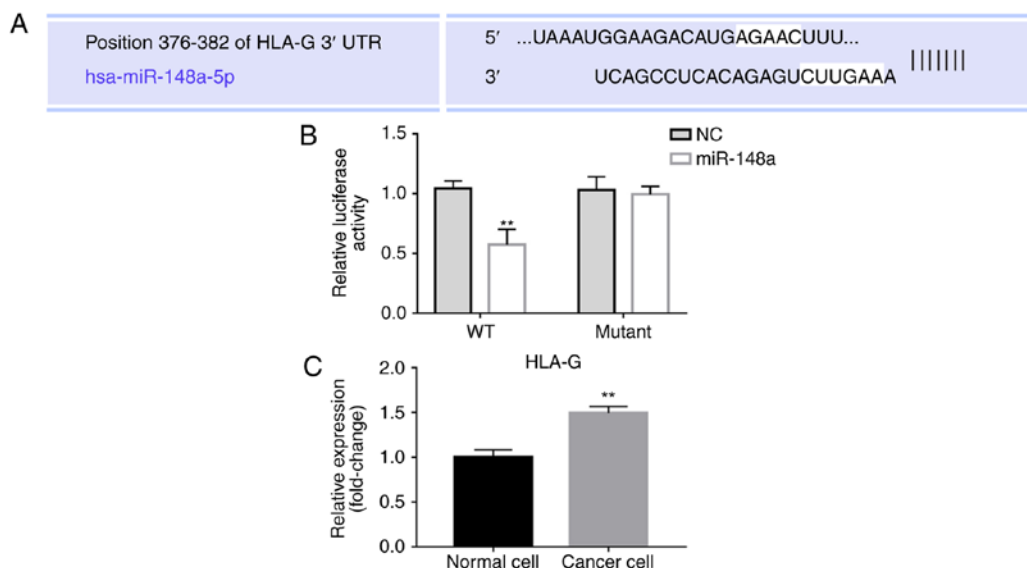 A
Position 376-382 of HLA-G 3′ UTR
5′ ...UAAAUGGAAGACAUGAGAACUUU...
hsa-miR-148a-5p
3′ UCAGCCUCACAGAGUCUUGAAA
B
NC
miR-148a
Relative luciferase
activity
1.5
1.0
0.5
0.0
**
WT
Mutant
C
HLA-G
Relative expression
(fold-change)
2.0
1.5
1.0
0.5
0.0
**
Normal cell
Cancer cell